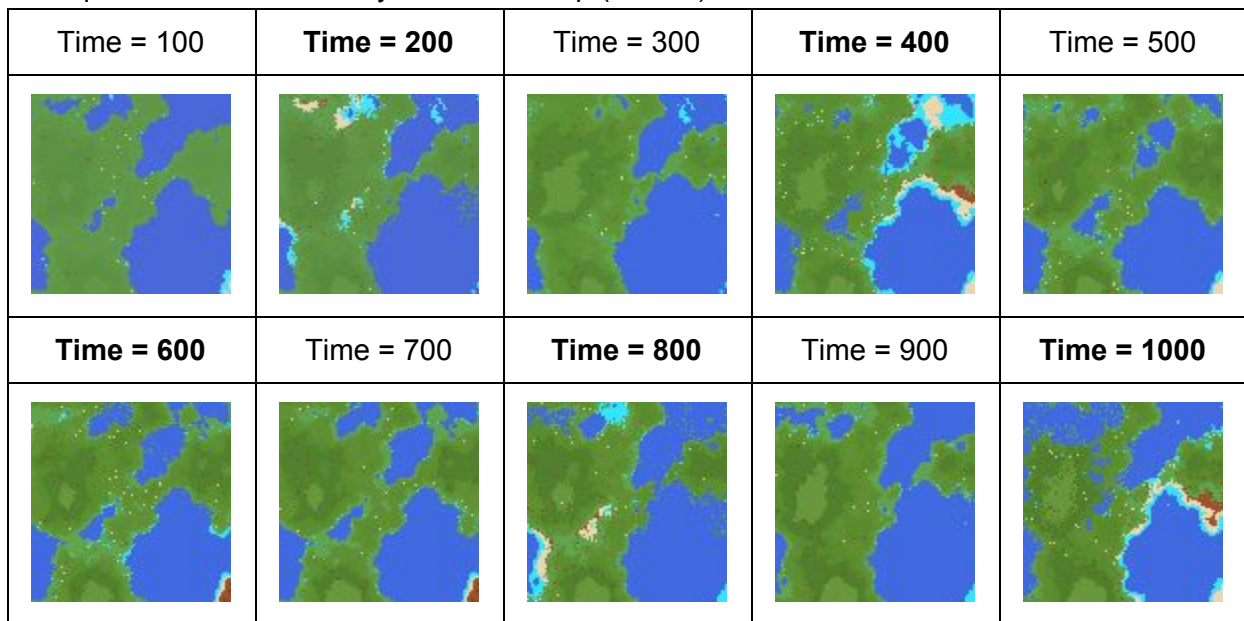 Time = 100 Time = 200 Time = 300 Time = 400 Time = 500
Time = 600 Time = 700 Time = 800 Time = 900 Time = 1000